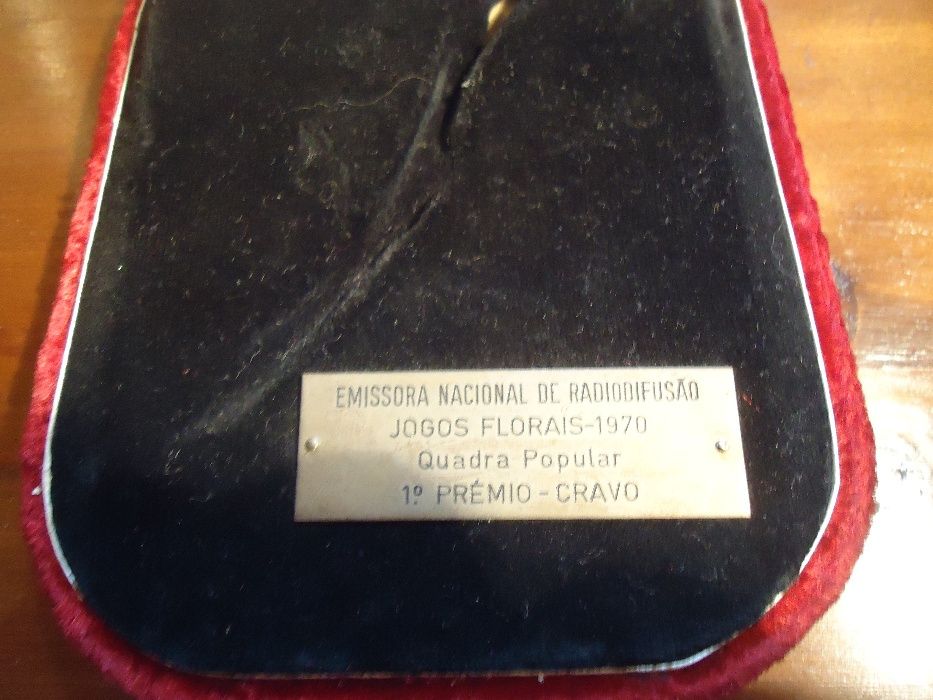 EMISSORA NACIONAL DE RADIODIFUSÃO
JOGOS FLORAIS-1970
Quadra Popular
1º PRÉMIO - CRAVO